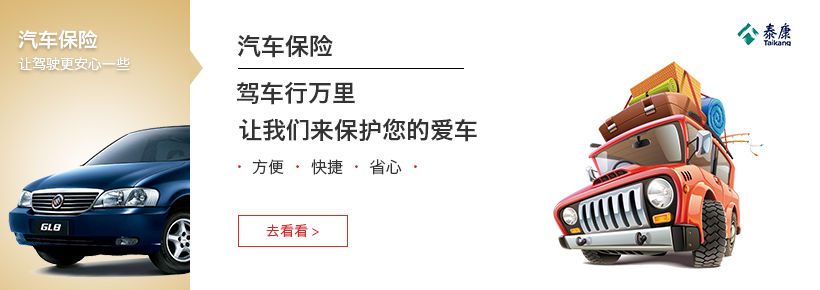 汽车保险
让驾驶更安心一些
GL8
汽车保险
驾车行万里
让我们来保护您的爱车
· 方便 · 快捷 · 省心 ·
去看看 >
泰康
Taikang